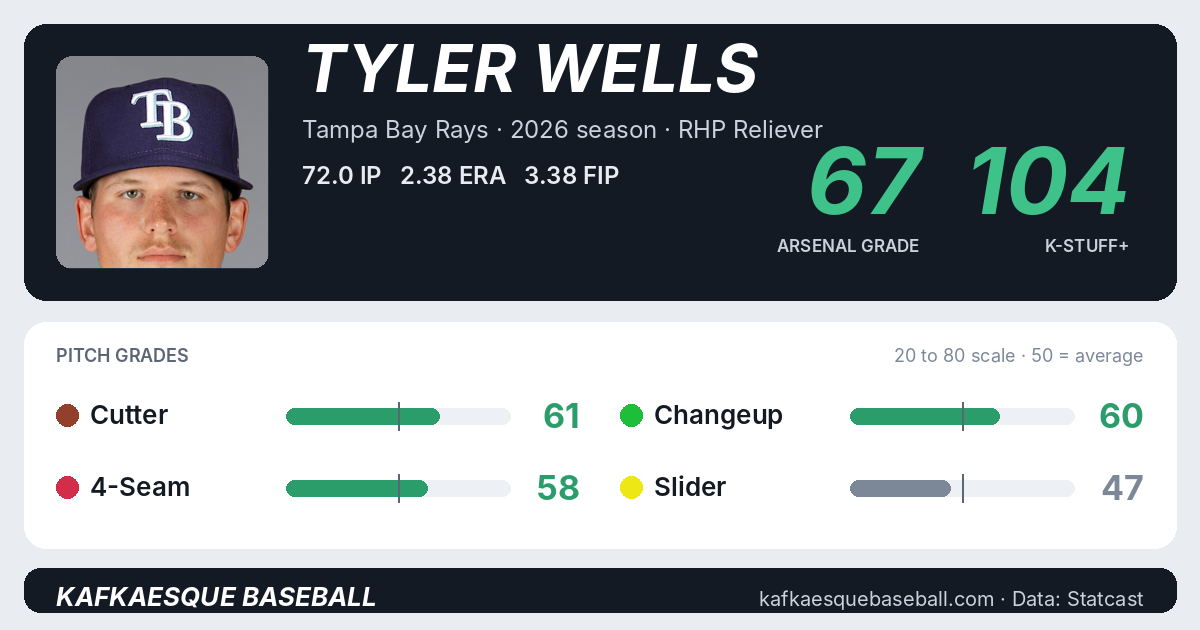 TB
TYLER WELLS
Tampa Bay Rays · 2026 season · RHP Reliever
72.0 IP 2.38 ERA 3.38 FIP
67 104
ARSENAL GRADE K-STUFF+
PITCH GRADES 20 to 80 scale · 50 = average
Cutter 61 Changeup 60
4-Seam 58 Slider 47
KAFKAESQUE BASEBALL kafkaesquebaseball.com · Data: Statcast